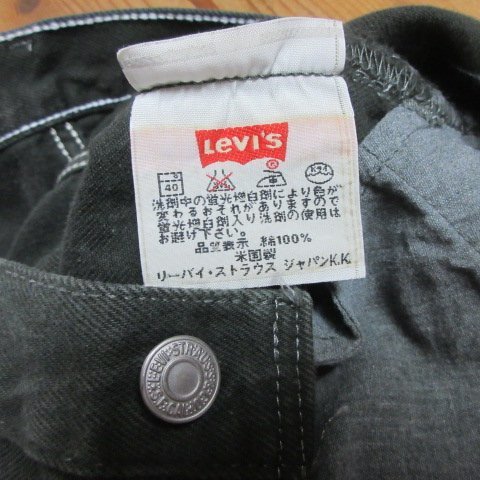 Levi's
40
洗剤中の蛍光増白剤により色が
変わるおそれがありますので
蛍光増白剤入り洗剤の使用は
お避け下さい。
品質表示 綿100%
米国製
リーバイ・ストラウス ジャパンK.K.
LEVI STRAUSS